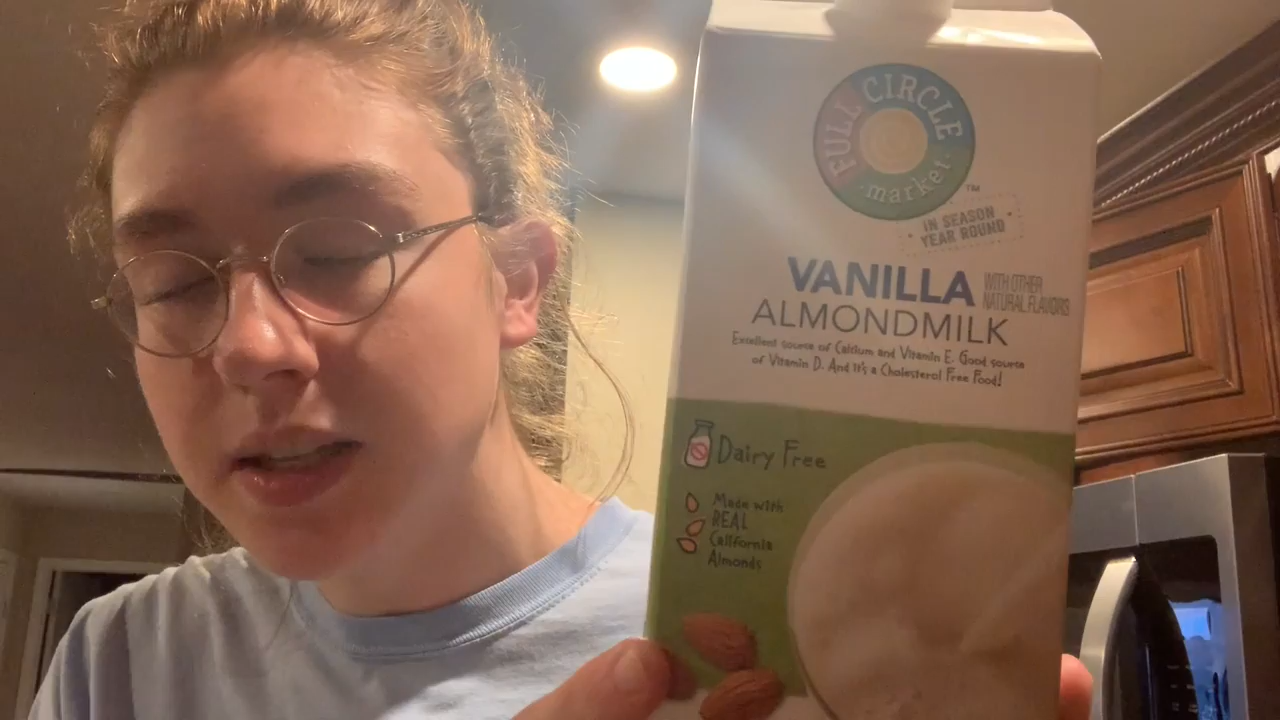 FULL CIRCLE
market
TM
IN SEASON
YEAR ROUND
VANILLA
WITH OTHER
NATURAL FLAVORS
ALMONDMILK
Excellent source of Calcium and Vitamin E. Good source
of Vitamin D. And it's a Cholesterol Free Food!
Dairy Free
Made with
REAL
California
Almonds